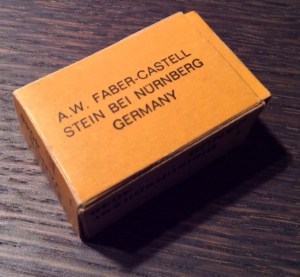 A.W. FABER-CASTELL
STEIN BEI NÜRNBERG
GERMANY